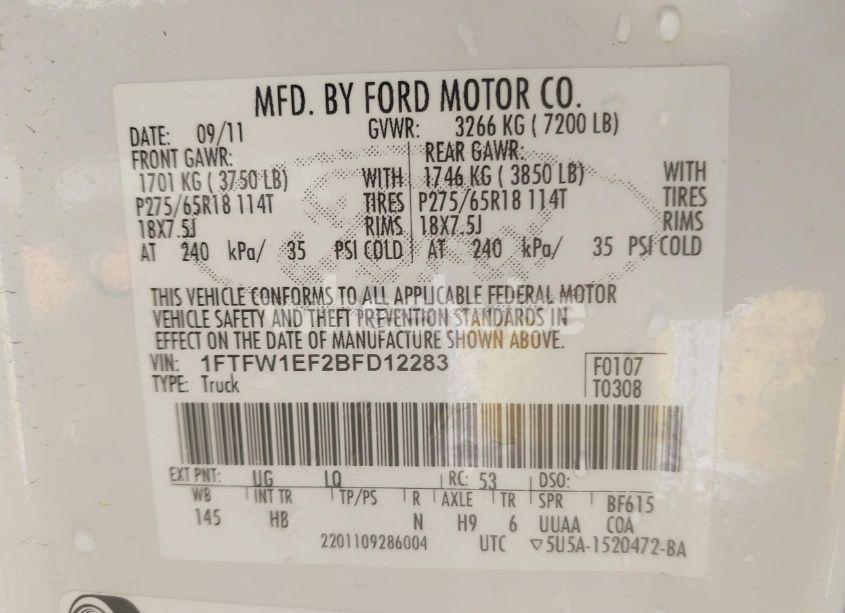 MFD. BY FORD MOTOR CO.
DATE: 09/11 GVWR: 3266 KG ( 7200 LB)
FRONT GAWR: REAR GAWR:
1701 KG ( 3750 LB) WITH 1746 KG ( 3850 LB) WITH
P275/65R18 114T TIRES P275/65R18 114T TIRES
18X7.5J RIMS 18X7.5J RIMS
AT 240 kPa/ 35 PSI COLD AT 240 kPa/ 35 PSI COLD
THIS VEHICLE CONFORMS TO ALL APPLICABLE FEDERAL MOTOR
VEHICLE SAFETY AND THEFT PREVENTION STANDARDS IN
EFFECT ON THE DATE OF MANUFACTURE SHOWN ABOVE.
VIN: 1FTFW1EF2BFD12283 F0107
TYPE: Truck T0308
EXT PNT: UG LQ RC: 53 DSO:
WB INT TR TP/PS R AXLE TR SPR BF615
145 HB N H9 6 UUAA COA
2201109286004 UTC ▽5U5A-1520472-BA